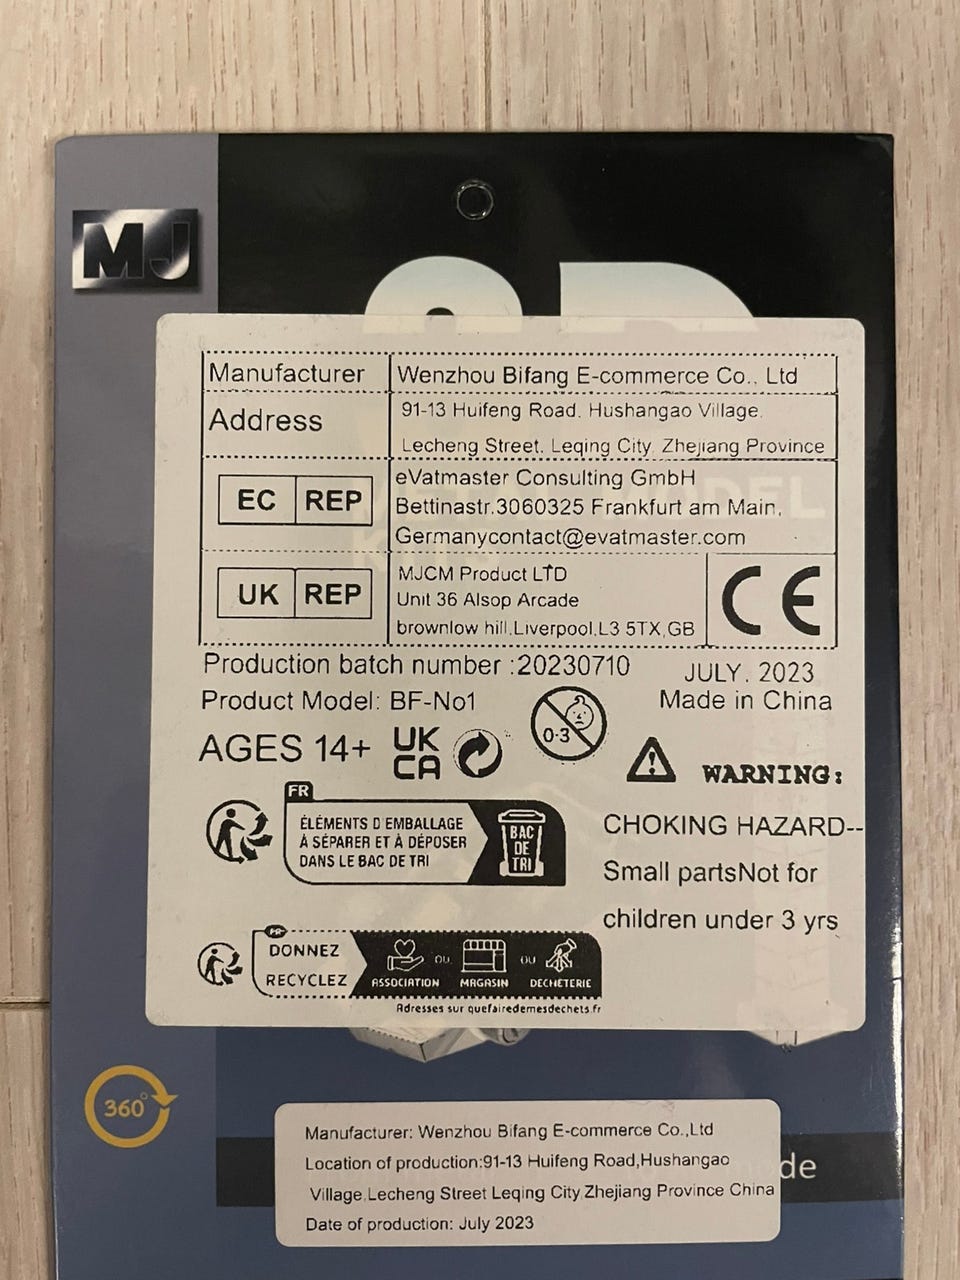 MJ
3D
Manufacturer Wenzhou Bifang E-commerce Co., Ltd
Address 91-13 Huifeng Road, Hushangao Village,
Lecheng Street, Leqing City, Zhejiang Province
EC REP eVatmaster Consulting GmbH
Bettinastr.3060325 Frankfurt am Main,
Germanycontact@evatmaster.com
UK REP MJCM Product LTD
Unit 36 Alsop Arcade
brownlow hill,Liverpool,L3 5TX,GB
CE
Production batch number :20230710
JULY. 2023
Product Model: BF-No1
Made in China
AGES 14+
UK
CA
0-3
WARNING:
CHOKING HAZARD--
Small partsNot for
children under 3 yrs
FR
ÉLÉMENTS D EMBALLAGE
À SÉPARER ET À DÉPOSER
DANS LE BAC DE TRI
BAC
DE
TRI
FR
DONNEZ
RECYCLEZ
ASSOCIATION OU MAGASIN OU DECHETERIE
Adresses sur quefairedemesdechets.fr
360°
Manufacturer: Wenzhou Bifang E-commerce Co.,Ltd
Location of production:91-13 Huifeng Road,Hushangao
Village,Lecheng Street Leqing City Zhejiang Province China
Date of production: July 2023